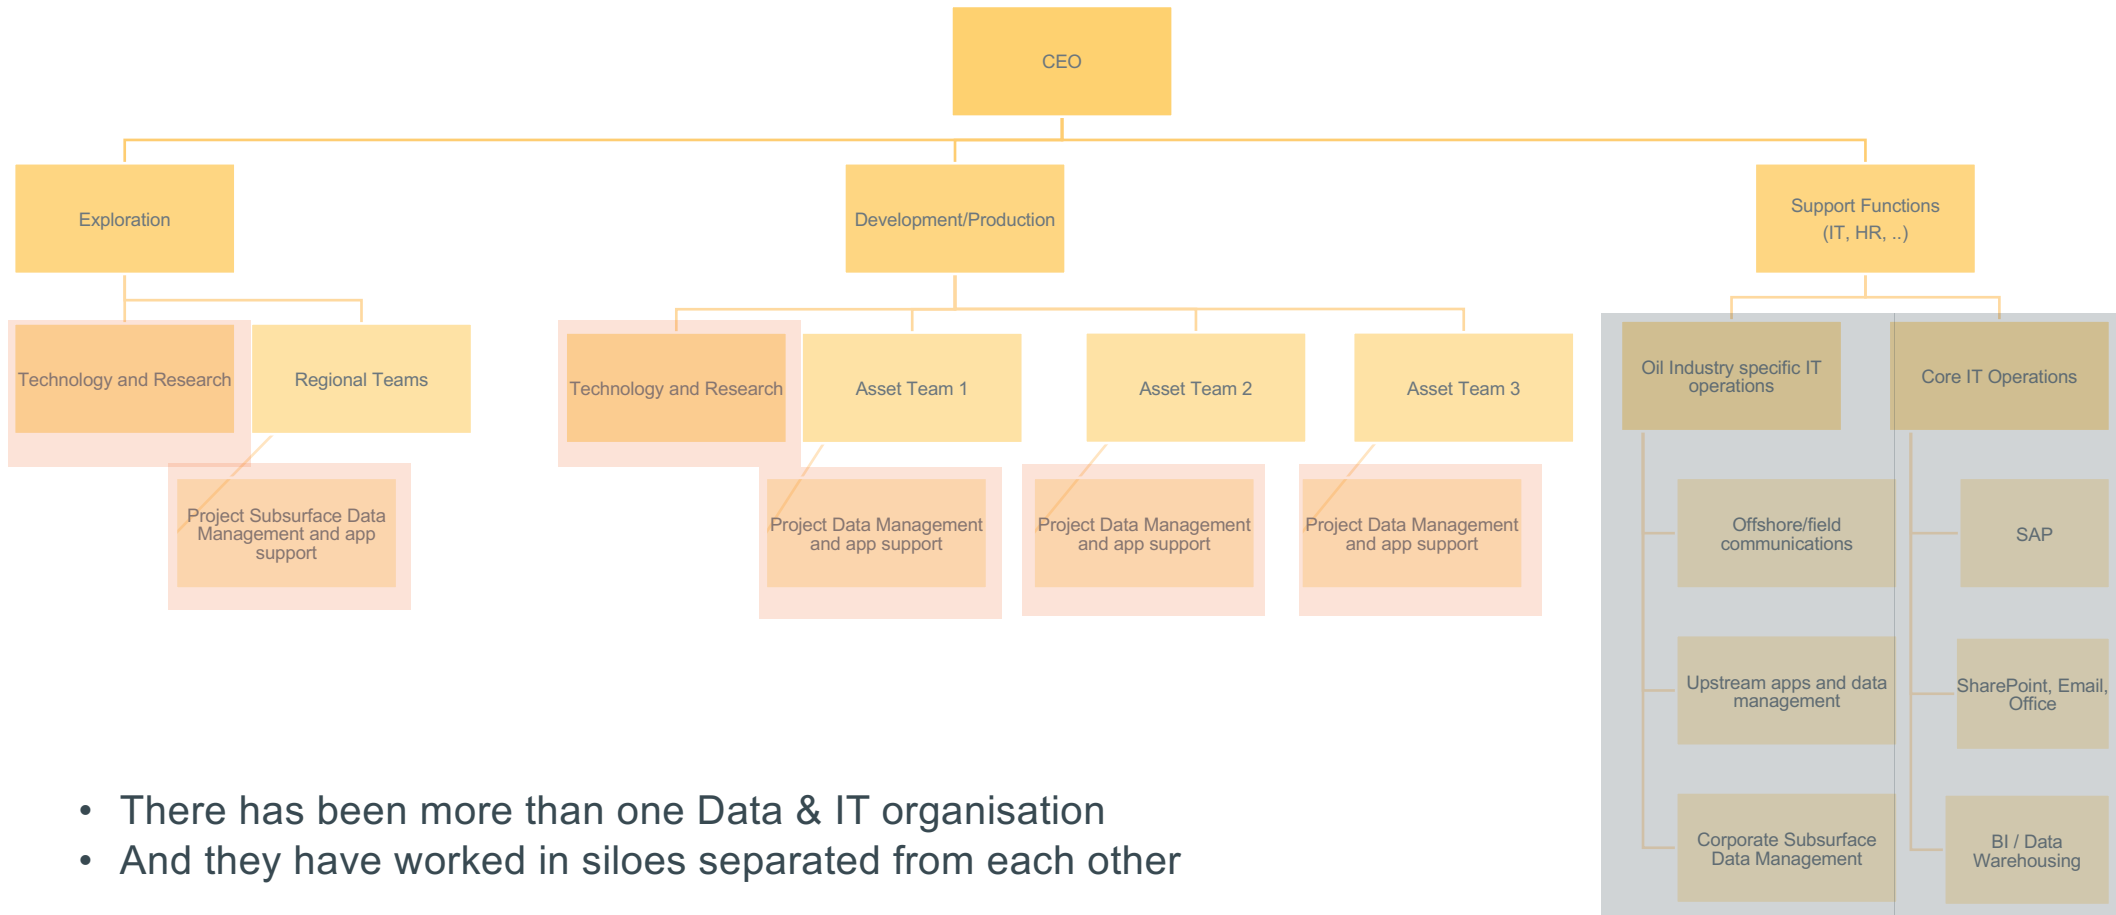 CEO
Exploration
Development/Production
Support Functions
(IT, HR, ..)
Technology and Research
Regional Teams
Technology and Research
Asset Team 1
Asset Team 2
Asset Team 3
Oil Industry specific IT
operations
Core IT Operations
Project Subsurface Data
Management and app
support
Project Data Management
and app support
Project Data Management
and app support
Project Data Management
and app support
Offshore/field
communications
SAP
Upstream apps and data
management
SharePoint, Email,
Office
Corporate Subsurface
Data Management
BI / Data
Warehousing
• There has been more than one Data & IT organisation
• And they have worked in siloes separated from each other